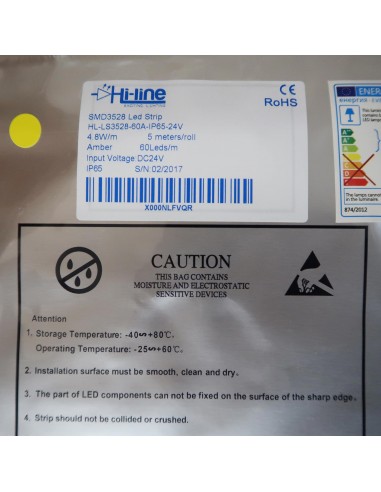 Hi-line
EXCITING LIGHTING
CE
RoHS
SMD3528 Led Strip
HL-LS3528-60A-IP65-24V
4.8W/m 5 meters/roll
Amber 60Leds/m
Input Voltage:DC24V
IP65 S/N:02/2017
X000NLFVQR
ENERG
A
B
874/2012
CAUTION
THIS BAG CONTAINS
MOISTURE AND ELECTROSTATIC
SENSITIVE DEVICES
Attention
1. Storage Temperature: -40~+80℃.
Operating Temperature: -25~+60℃.
2. Installation surface must be smooth, clean and dry.
3. The part of LED components can not be fixed on the surface of the sharp edge.
4. Strip should not be collided or crushed.